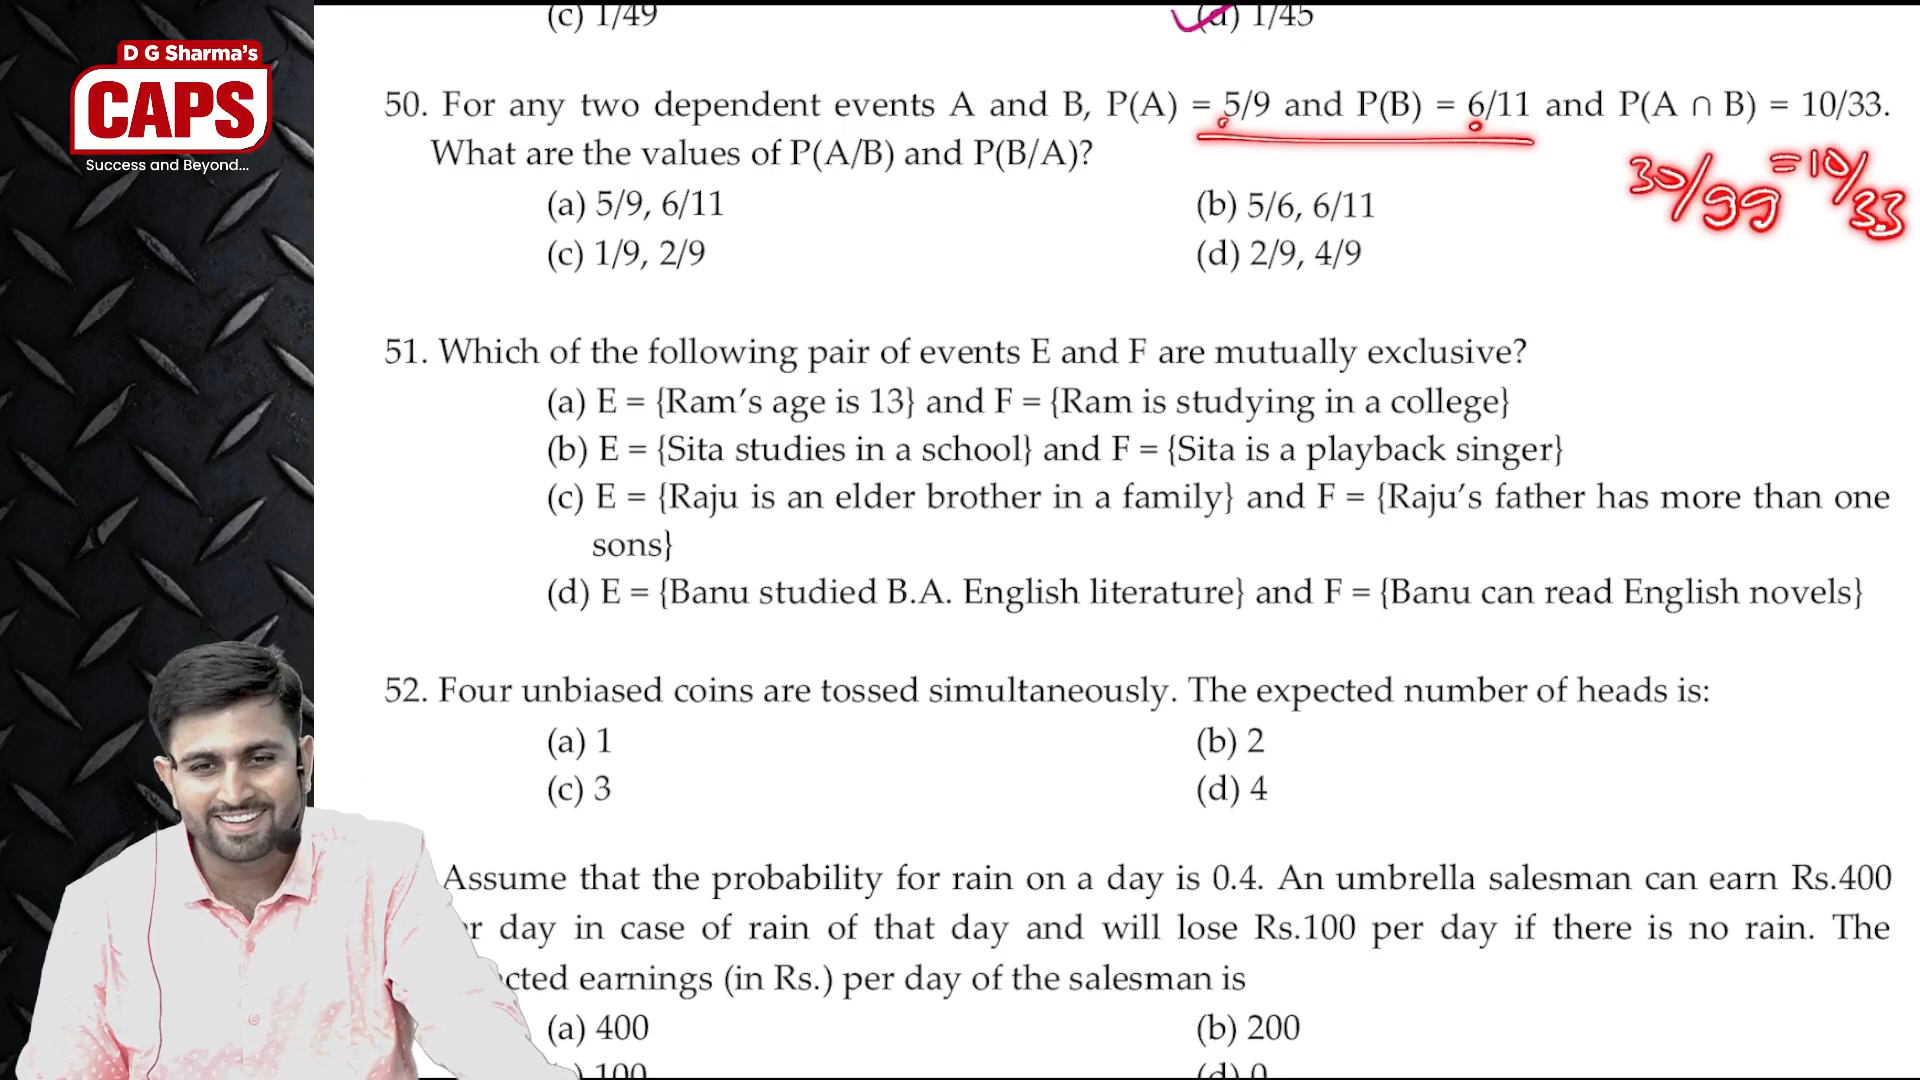 (c) 1/49 (d) 1/45
D G Sharma's
CAPS
Success and Beyond...
50. For any two dependent events A and B, P(A) = 5/9 and P(B) = 6/11 and P(A ∩ B) = 10/33.
What are the values of P(A/B) and P(B/A)?
30/99 = 10/33
(a) 5/9, 6/11 (b) 5/6, 6/11
(c) 1/9, 2/9 (d) 2/9, 4/9
51. Which of the following pair of events E and F are mutually exclusive?
(a) E = {Ram's age is 13} and F = {Ram is studying in a college}
(b) E = {Sita studies in a school} and F = {Sita is a playback singer}
(c) E = {Raju is an elder brother in a family} and F = {Raju's father has more than one
sons}
(d) E = {Banu studied B.A. English literature} and F = {Banu can read English novels}
52. Four unbiased coins are tossed simultaneously. The expected number of heads is:
(a) 1 (b) 2
(c) 3 (d) 4
Assume that the probability for rain on a day is 0.4. An umbrella salesman can earn Rs.400
r day in case of rain of that day and will lose Rs.100 per day if there is no rain. The
cted earnings (in Rs.) per day of the salesman is
(a) 400 (b) 200
) 100 (d) 0